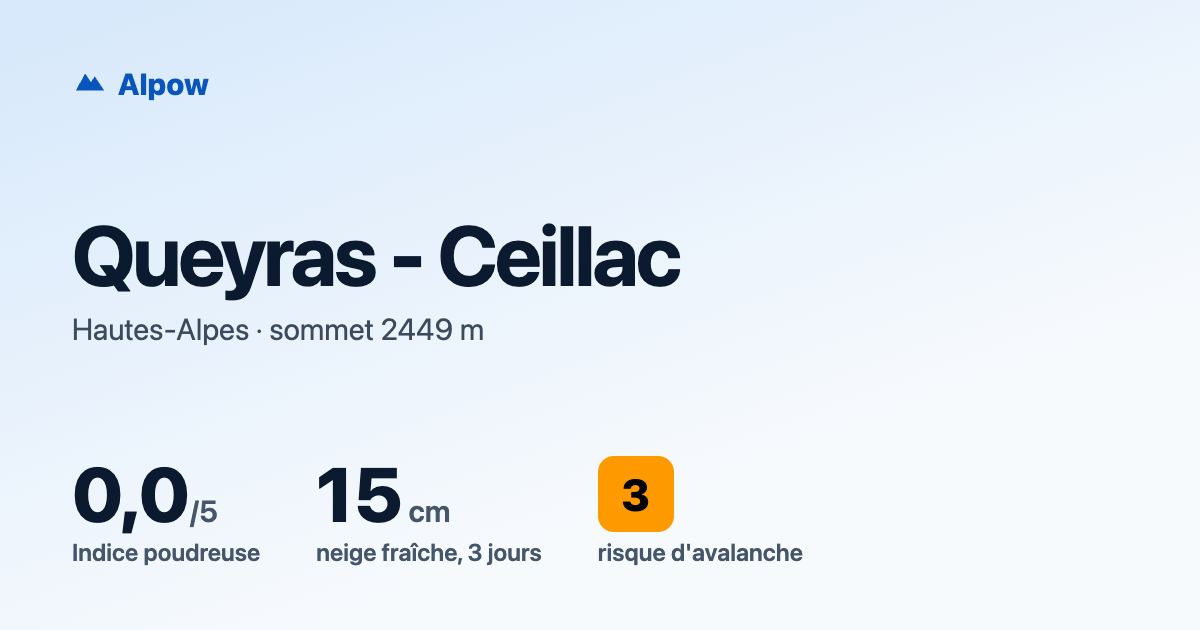 Alpow
Queyras - Ceillac
Hautes-Alpes · sommet 2449 m
0,0/5
Indice poudreuse
15 cm
neige fraîche, 3 jours
3
risque d'avalanche